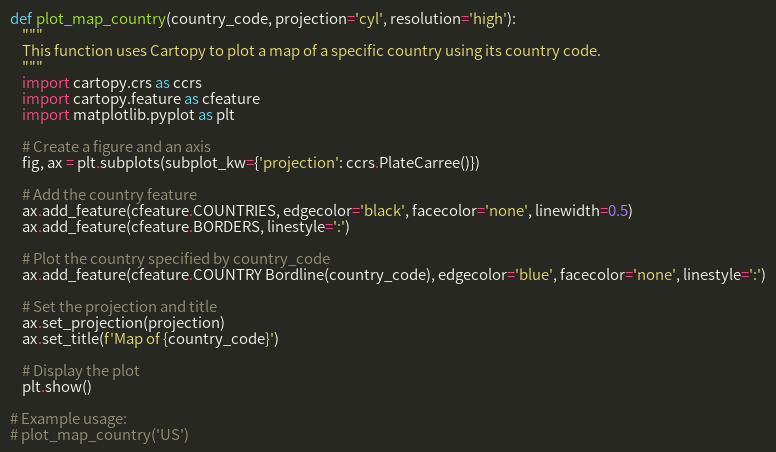 def plot_map_country(country_code, projection='cyl', resolution='high'):
"""
This function uses Cartopy to plot a map of a specific country using its country code.
"""
import cartopy.crs as ccrs
import cartopy.feature as cfeature
import matplotlib.pyplot as plt
# Create a figure and an axis
fig, ax = plt.subplots(subplot_kw={'projection': ccrs.PlateCarree()})
# Add the country feature
ax.add_feature(cfeature.COUNTRIES, edgecolor='black', facecolor='none', linewidth=0.5)
ax.add_feature(cfeature.BORDERS, linestyle=':')
# Plot the country specified by country_code
ax.add_feature(cfeature.COUNTRY Bordline(country_code), edgecolor='blue', facecolor='none', linestyle=':')
# Set the projection and title
ax.set_projection(projection)
ax.set_title(f'Map of {country_code}')
# Display the plot
plt.show()
# Example usage:
# plot_map_country('US')